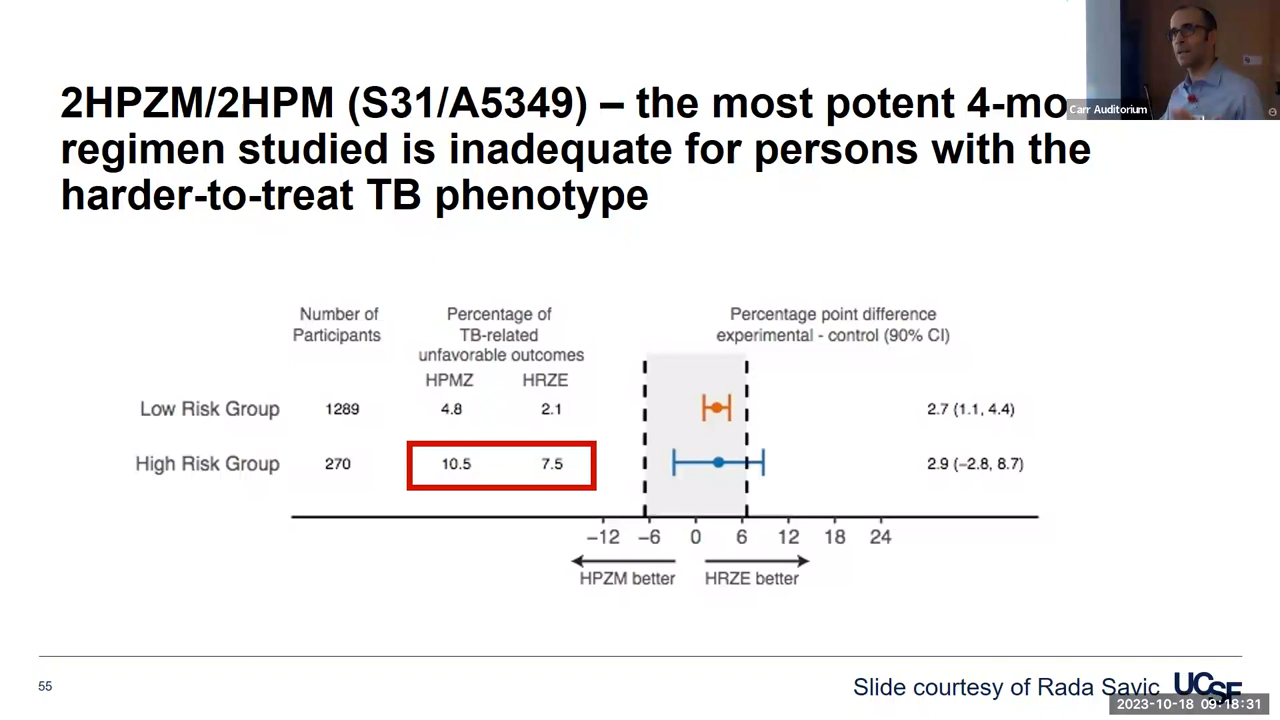 2HPZM/2HPM (S31/A5349) – the most potent 4-mo
regimen studied is inadequate for persons with the
harder-to-treat TB phenotype
Carr Auditorium
Number of
Participants
Percentage of
TB-related
unfavorable outcomes
Percentage point difference
experimental - control (90% CI)
HPMZ HRZE
Low Risk Group 1289 4.8 2.1 2.7 (1.1, 4.4)
High Risk Group 270 10.5 7.5 2.9 (−2.8, 8.7)
−12 −6 0 6 12 18 24
HPZM better HRZE better
55
Slide courtesy of Rada Savic
UCSF
2023-10-18 09:18:31